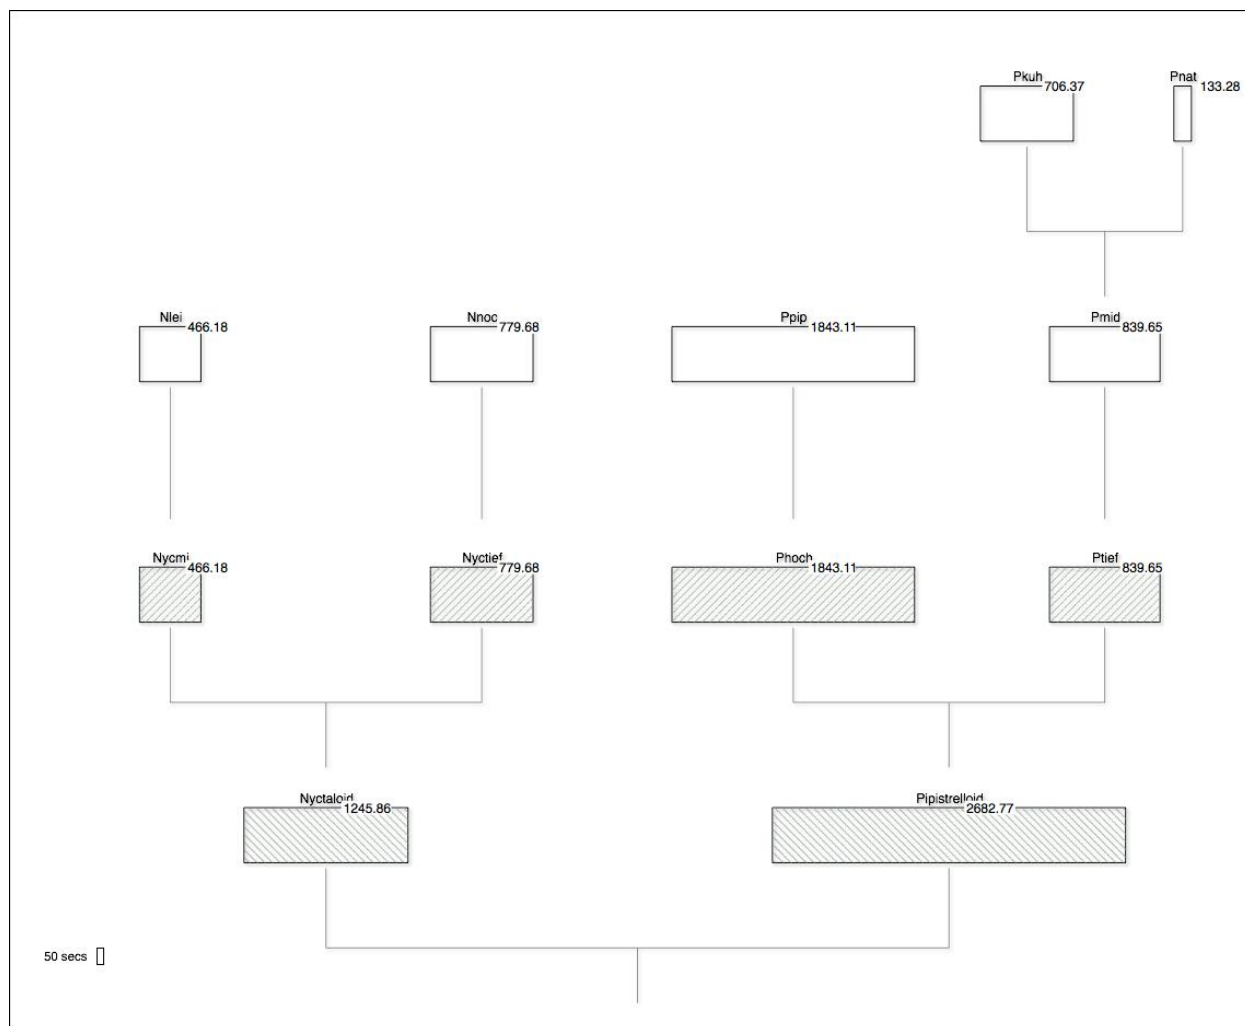 Pkuh
706.37
Pnat
133.28
Nlei
466.18
Nnoc
779.68
Ppip
1843.11
Pmid
839.65
Nycmi
466.18
Nyctief
779.68
Phoch
1843.11
Ptief
839.65
Nyctaloid
1245.86
Pipistrelloid
2682.77
50 secs